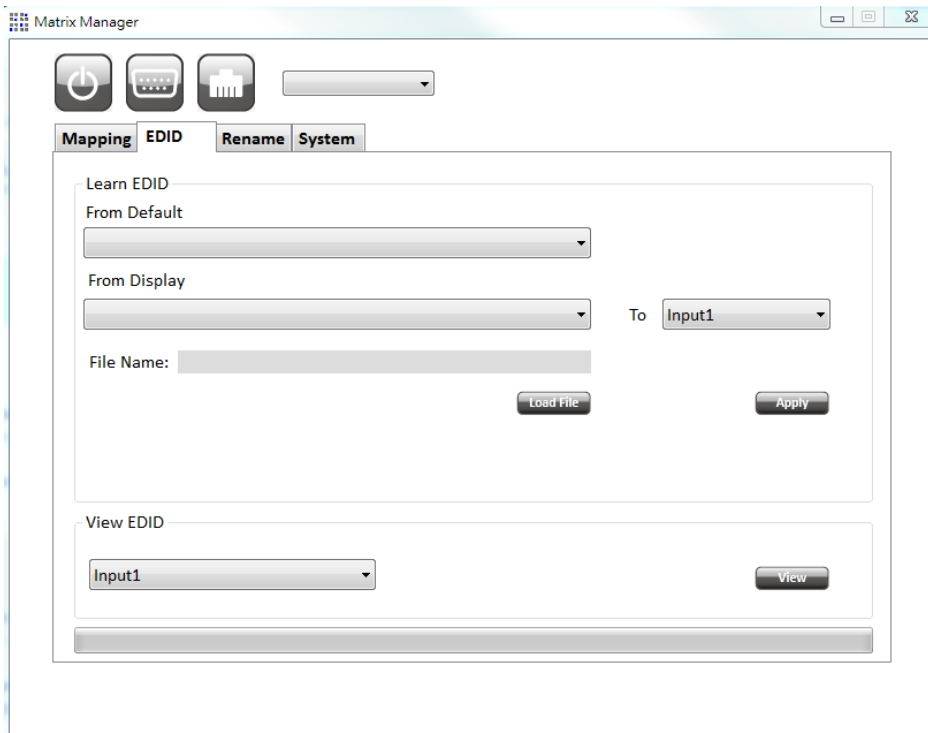 Matrix Manager
Mapping EDID Rename System
Learn EDID
From Default
From Display
To Input1
File Name:
Load File Apply
View EDID
Input1
View